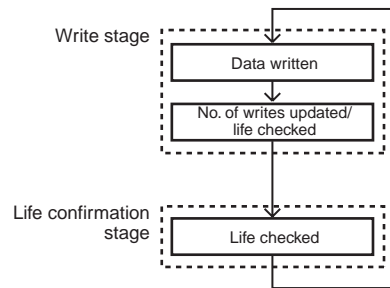 Write stage
Data written
No. of writes updated/
life checked
Life confirmation
stage
Life checked